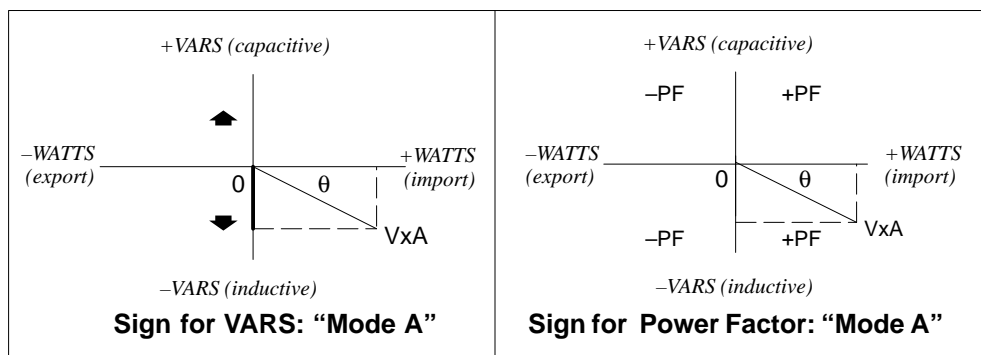 +VARS (capacitive)
–WATTS
(export)
+WATTS
(import)
0
θ
VxA
–VARS (inductive)
Sign for VARS: “Mode A”
+VARS (capacitive)
–PF
+PF
–WATTS
(export)
+WATTS
(import)
0
θ
VxA
–PF
+PF
–VARS (inductive)
Sign for Power Factor: “Mode A”